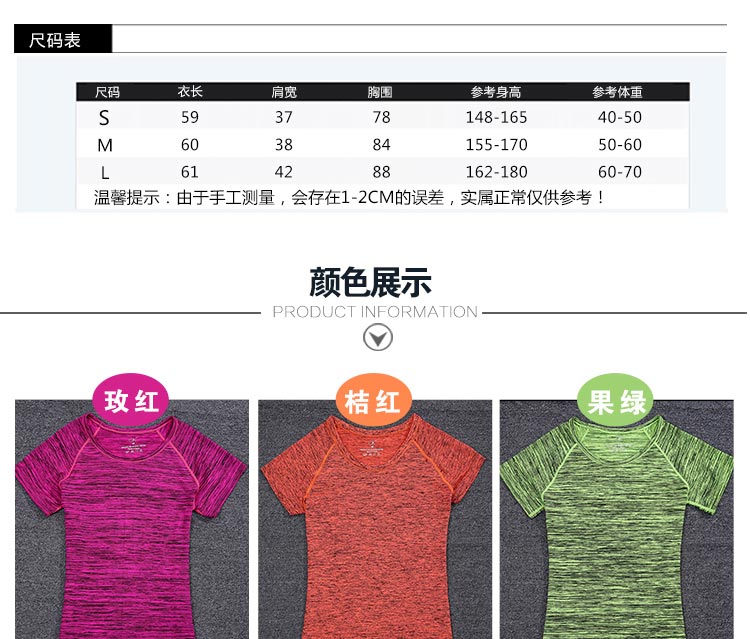 尺码表
尺码 衣长 肩宽 胸围 参考身高 参考体重
S 59 37 78 148-165 40-50
M 60 38 84 155-170 50-60
L 61 42 88 162-180 60-70
温馨提示：由于手工测量，会存在1-2CM的误差，实属正常仅供参考！
颜色展示
PRODUCT INFORMATION
玫红 桔红 果绿